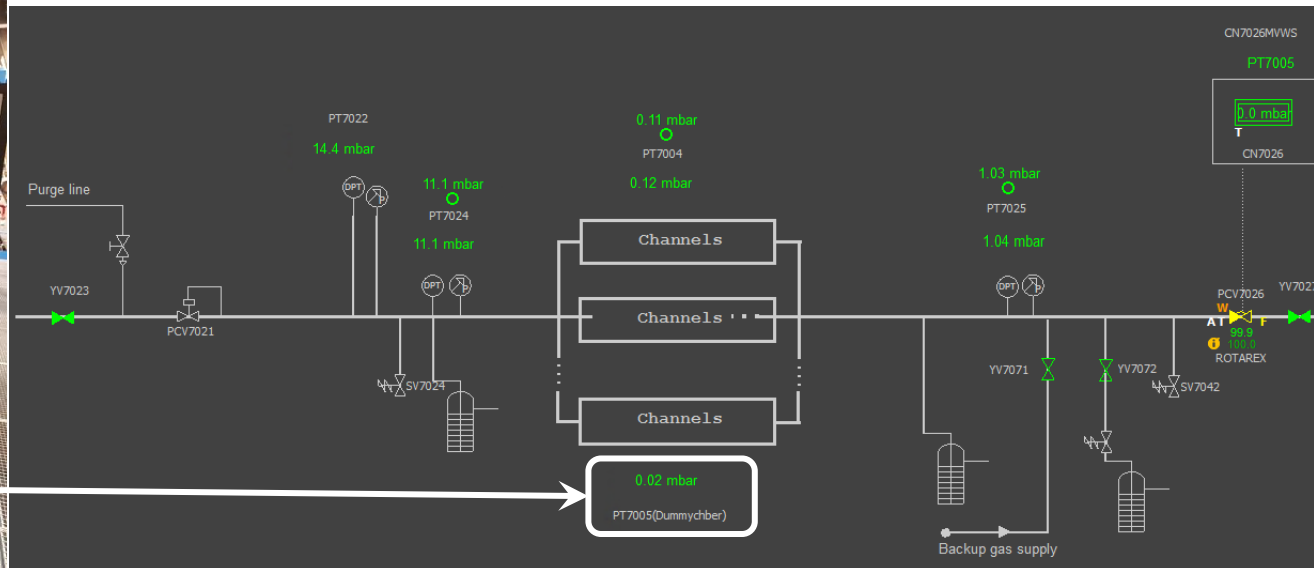 CN7026MVWS
PT7005
0.0 mbar
T
CN7026
PT7022
14.4 mbar
0.11 mbar
PT7004
0.12 mbar
Purge line
DPT
P
11.1 mbar
PT7024
11.1 mbar
1.03 mbar
PT7025
1.04 mbar
Channels
DPT
P
DPT
P
YV7023
PCV7021
Channels
PCV7026
YV7027
W
A T
F
99.9
100.0
i
ROTAREX
SV7024
YV7071
YV7072
SV7042
Channels
0.02 mbar
PT7005(Dummychber)
Backup gas supply